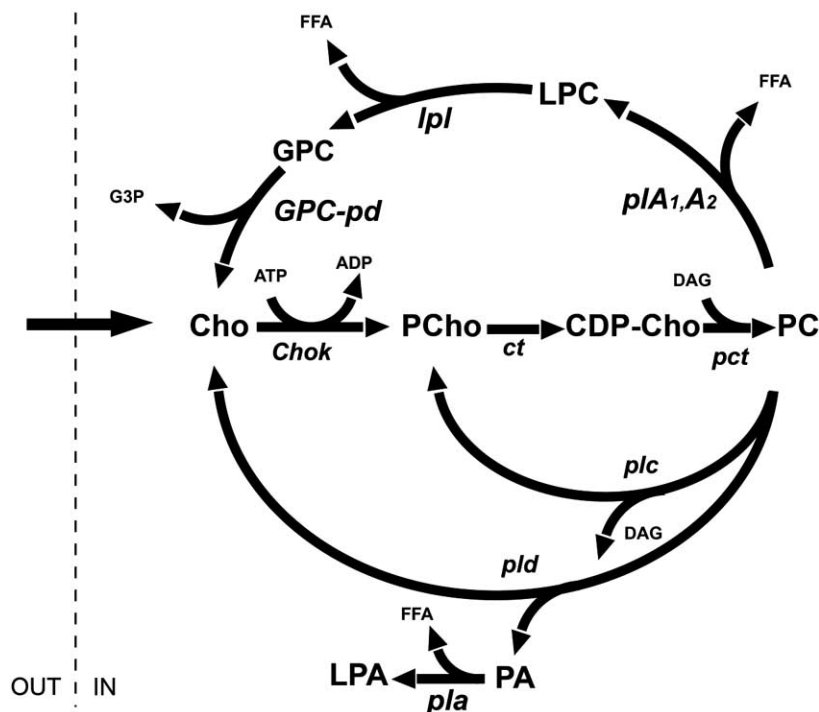 FFA
LPC
FFA
lpl
GPC
plA1,A2
G3P
GPC-pd
ATP
ADP
DAG
Cho
PCho
CDP-Cho
PC
Chok
ct
pct
plc
DAG
pld
FFA
LPA
PA
pla
OUT
IN